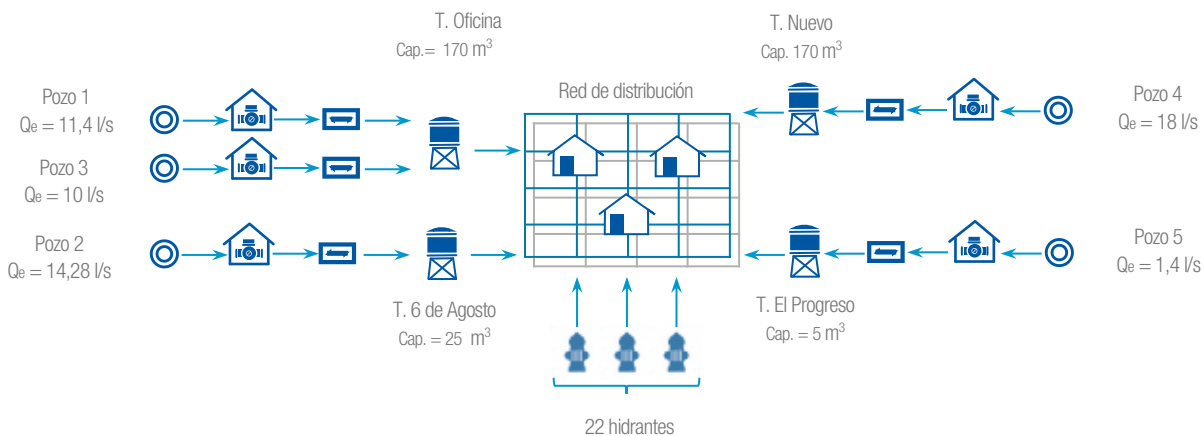 T. Oficina
Cap.= 170 m³
T. Nuevo
Cap. 170 m³
Red de distribución
Pozo 1
Qe = 11,4 l/s
Pozo 3
Qe = 10 l/s
Pozo 2
Qe = 14,28 l/s
Pozo 4
Qe = 18 l/s
Pozo 5
Qe = 1,4 l/s
T. 6 de Agosto
Cap. = 25 m³
T. El Progreso
Cap. = 5 m³
22 hidrantes